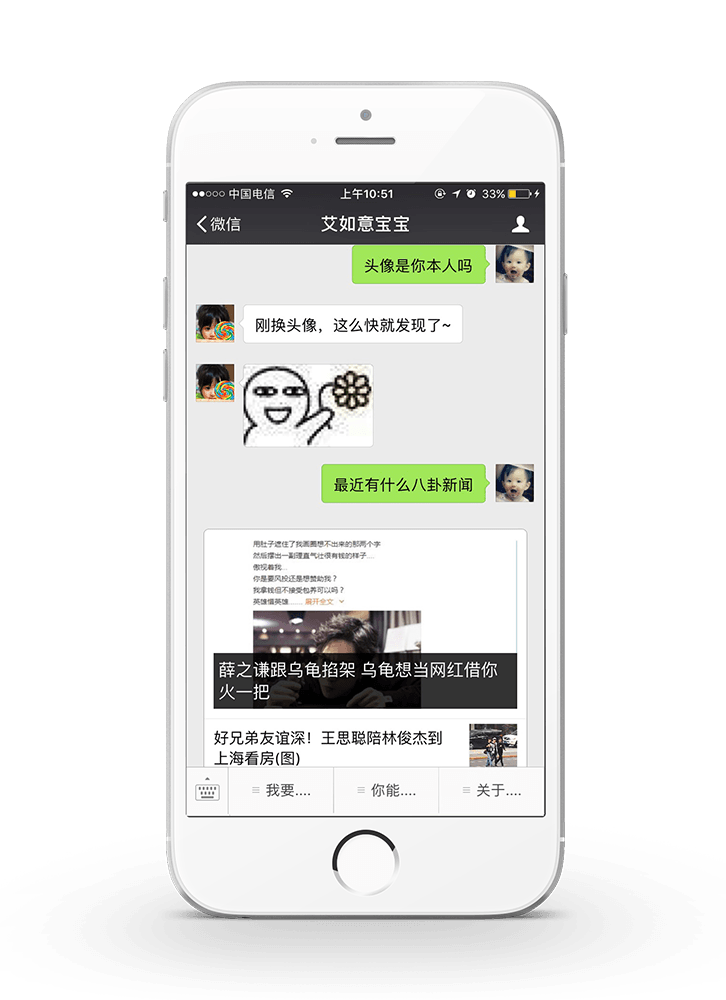 中国电信 上午10:51 33%
微信 艾如意宝宝
头像是你本人吗
刚换头像，这么快就发现了~
最近有什么八卦新闻
用肚子遮住了我画圈想不出来的那两个字
然后撑出一副理直气壮很有钱的样子....
傲视着我...
你是要风投还是想赞助我？
我拿钱但不接受包养可以吗？
英雄惜英雄........ 展开全文
薛之谦跟乌龟掐架 乌龟想当网红借你
火一把
好兄弟友谊深！王思聪陪林俊杰到
上海看房(图)
我要.... 你能.... 关于....